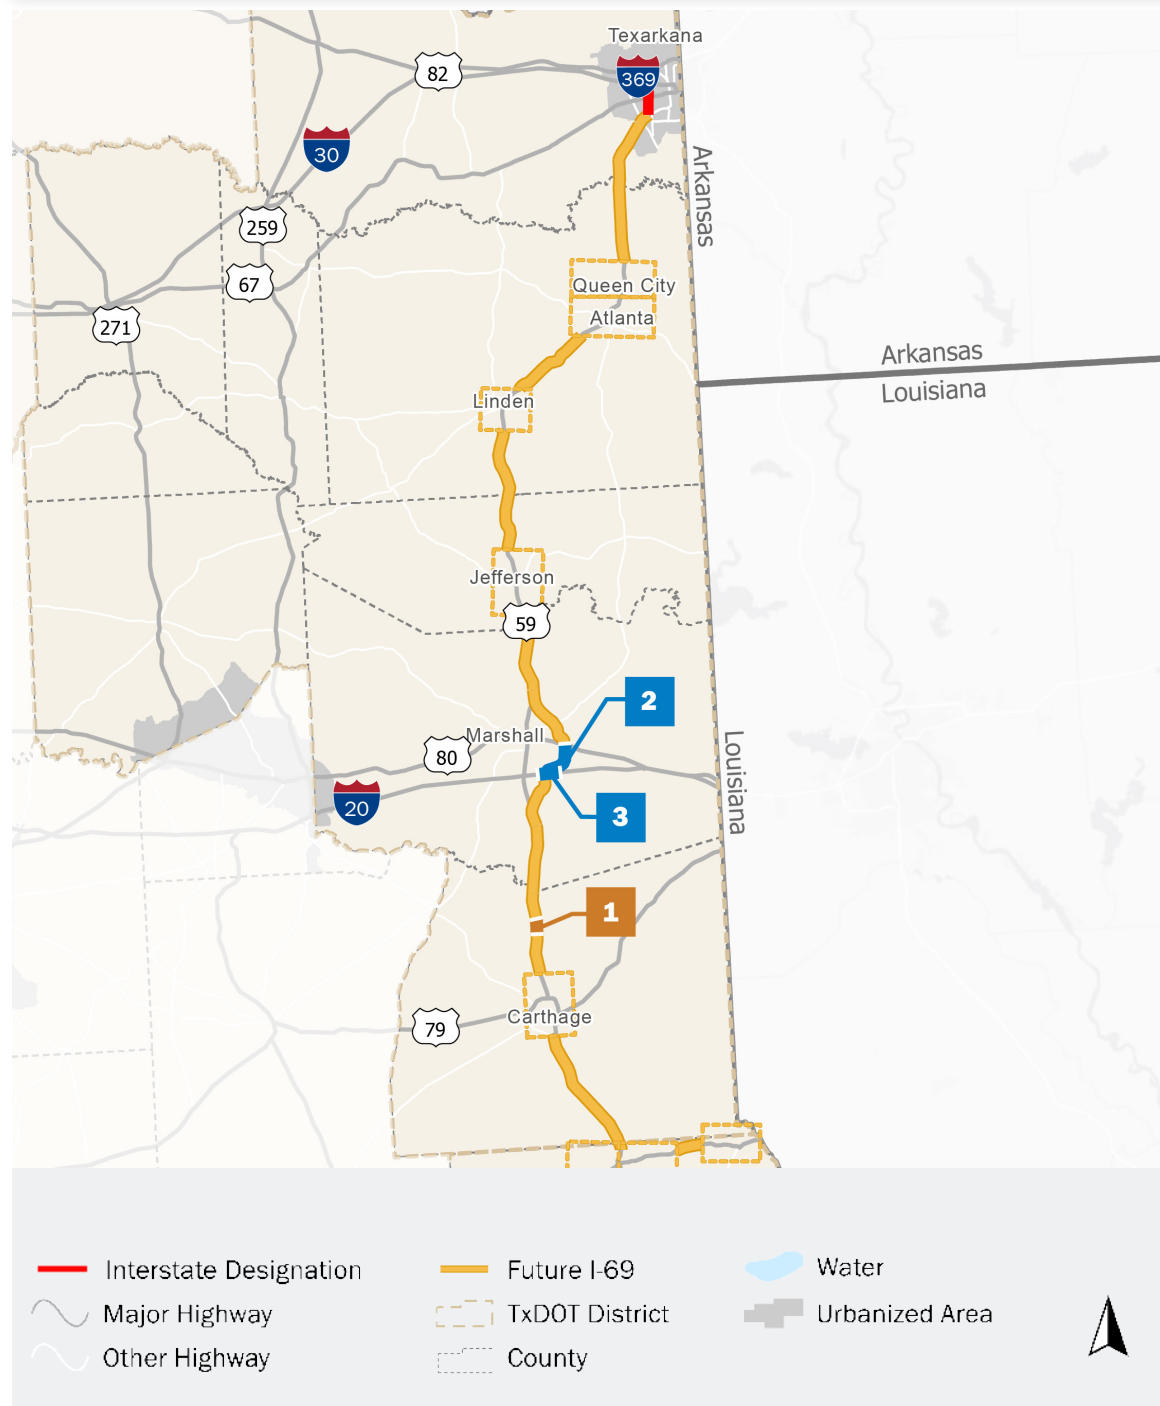 Texarkana
82
369
30
Arkansas
259
67
Queen City
271
Atlanta
Arkansas
Louisiana
Linden
Jefferson
59
2
Marshall
80
Louisiana
20
3
1
Carthage
79
Interstate Designation
Future I-69
Water
Major Highway
TxDOT District
Urbanized Area
Other Highway
County